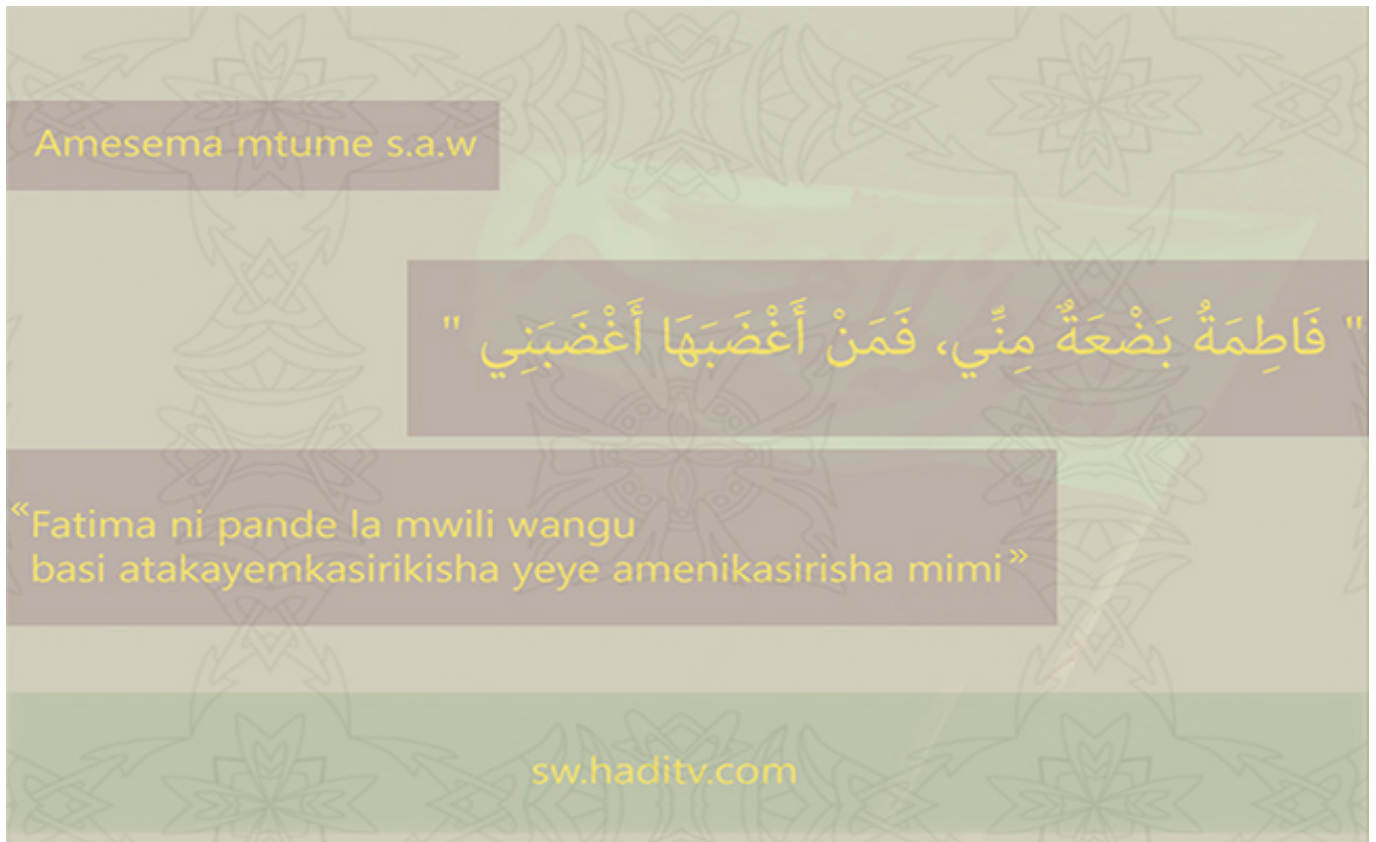 Amesema mtume s.a.w
" فَاطِمَةُ بَضْعَةٌ مِنِّي، فَمَنْ أَغْضَبَهَا أَغْضَبَنِي "
“Fatima ni pande la mwili wangu
basi atakayemkasirikisha yeye amenikasirisha mimi”
sw.haditv.com